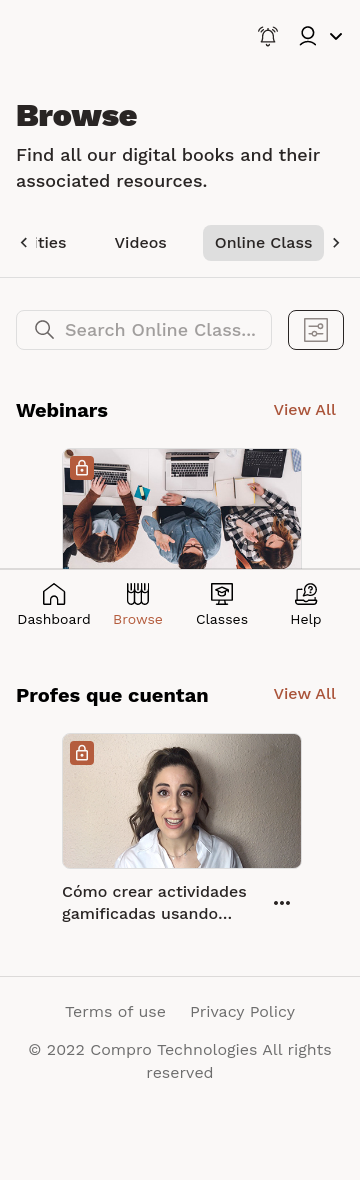 Browse
Find all our digital books and their
associated resources.
ities
Videos
Online Class
Search Online Class...
Webinars
View All
Dashboard
Browse
Classes
Help
Profes que cuentan
View All
Cómo crear actividades
gamificadas usando...
Terms of use
Privacy Policy
© 2022 Compro Technologies All rights
reserved